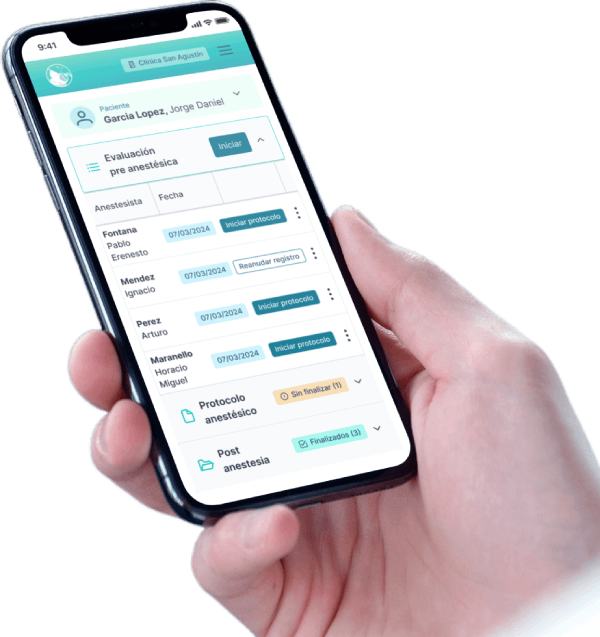 9:41
Clínica San Agustín
Paciente
Garcia Lopez, Jorge Daniel
Evaluación
pre anestésica
Iniciar
Anestesista Fecha
Fontana
Pablo
Erenesto
07/03/2024 Iniciar protocolo
Mendez
Ignacio
07/03/2024 Reanudar registro
Perez
Arturo
07/03/2024 Iniciar protocolo
Maranello
Horacio
Miguel
07/03/2024 Iniciar protocolo
Protocolo
anestésico
Sin finalizar (1)
Post
anestesia
Finalizados (3)